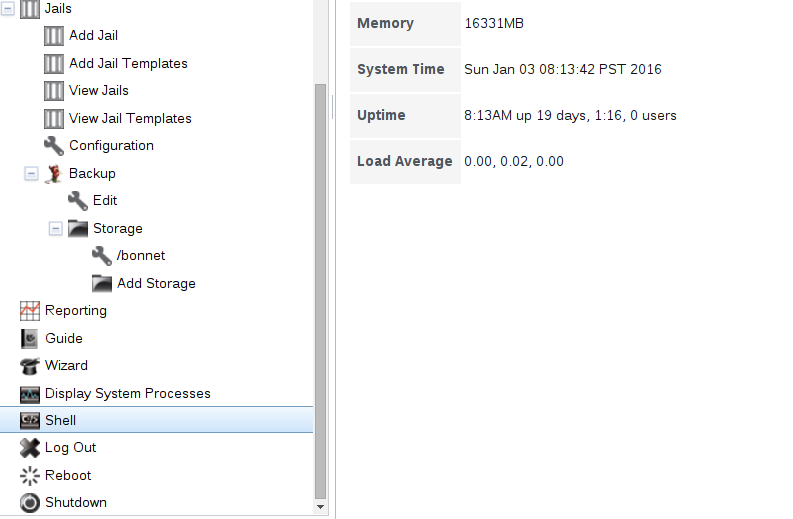 Jails
Add Jail
Add Jail Templates
View Jails
View Jail Templates
Configuration
Backup
Edit
Storage
/bonnet
Add Storage
Reporting
Guide
Wizard
Display System Processes
Shell
Log Out
Reboot
Shutdown
Memory 16331MB
System Time Sun Jan 03 08:13:42 PST 2016
Uptime 8:13AM up 19 days, 1:16, 0 users
Load Average 0.00, 0.02, 0.00